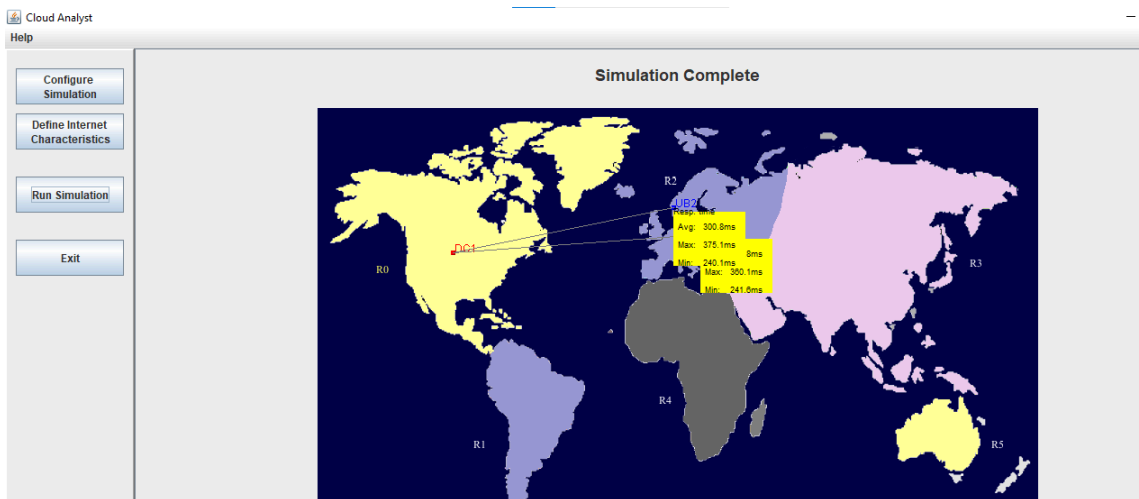 Cloud Analyst
Help
Configure
Simulation
Define Internet
Characteristics
Run Simulation
Exit
Simulation Complete
R2
UB2
Resp. time
Avg: 300.8ms
Max: 375.1ms
8ms
Min: 240.1ms
Max: 360.1ms
Min: 241.6ms
DC1
R0
R3
R4
R1
R5